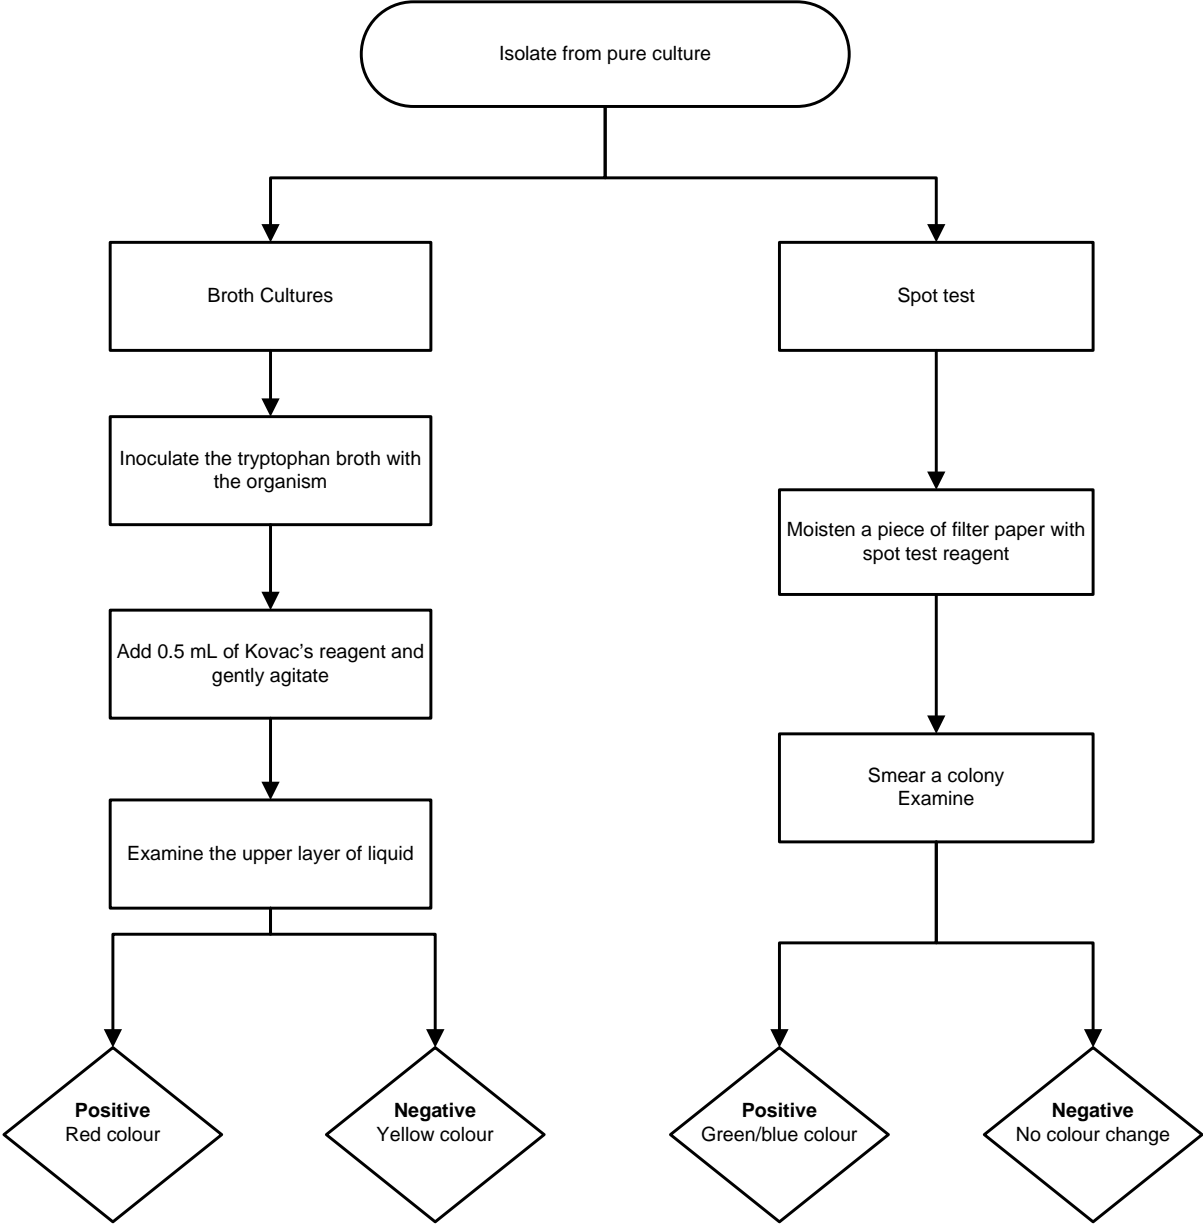 Isolate from pure culture
Broth Cultures
Spot test
Inoculate the tryptophan broth with
the organism
Moisten a piece of filter paper with
spot test reagent
Add 0.5 mL of Kovac’s reagent and
gently agitate
Smear a colony
Examine
Examine the upper layer of liquid
Positive
Red colour
Negative
Yellow colour
Positive
Green/blue colour
Negative
No colour change